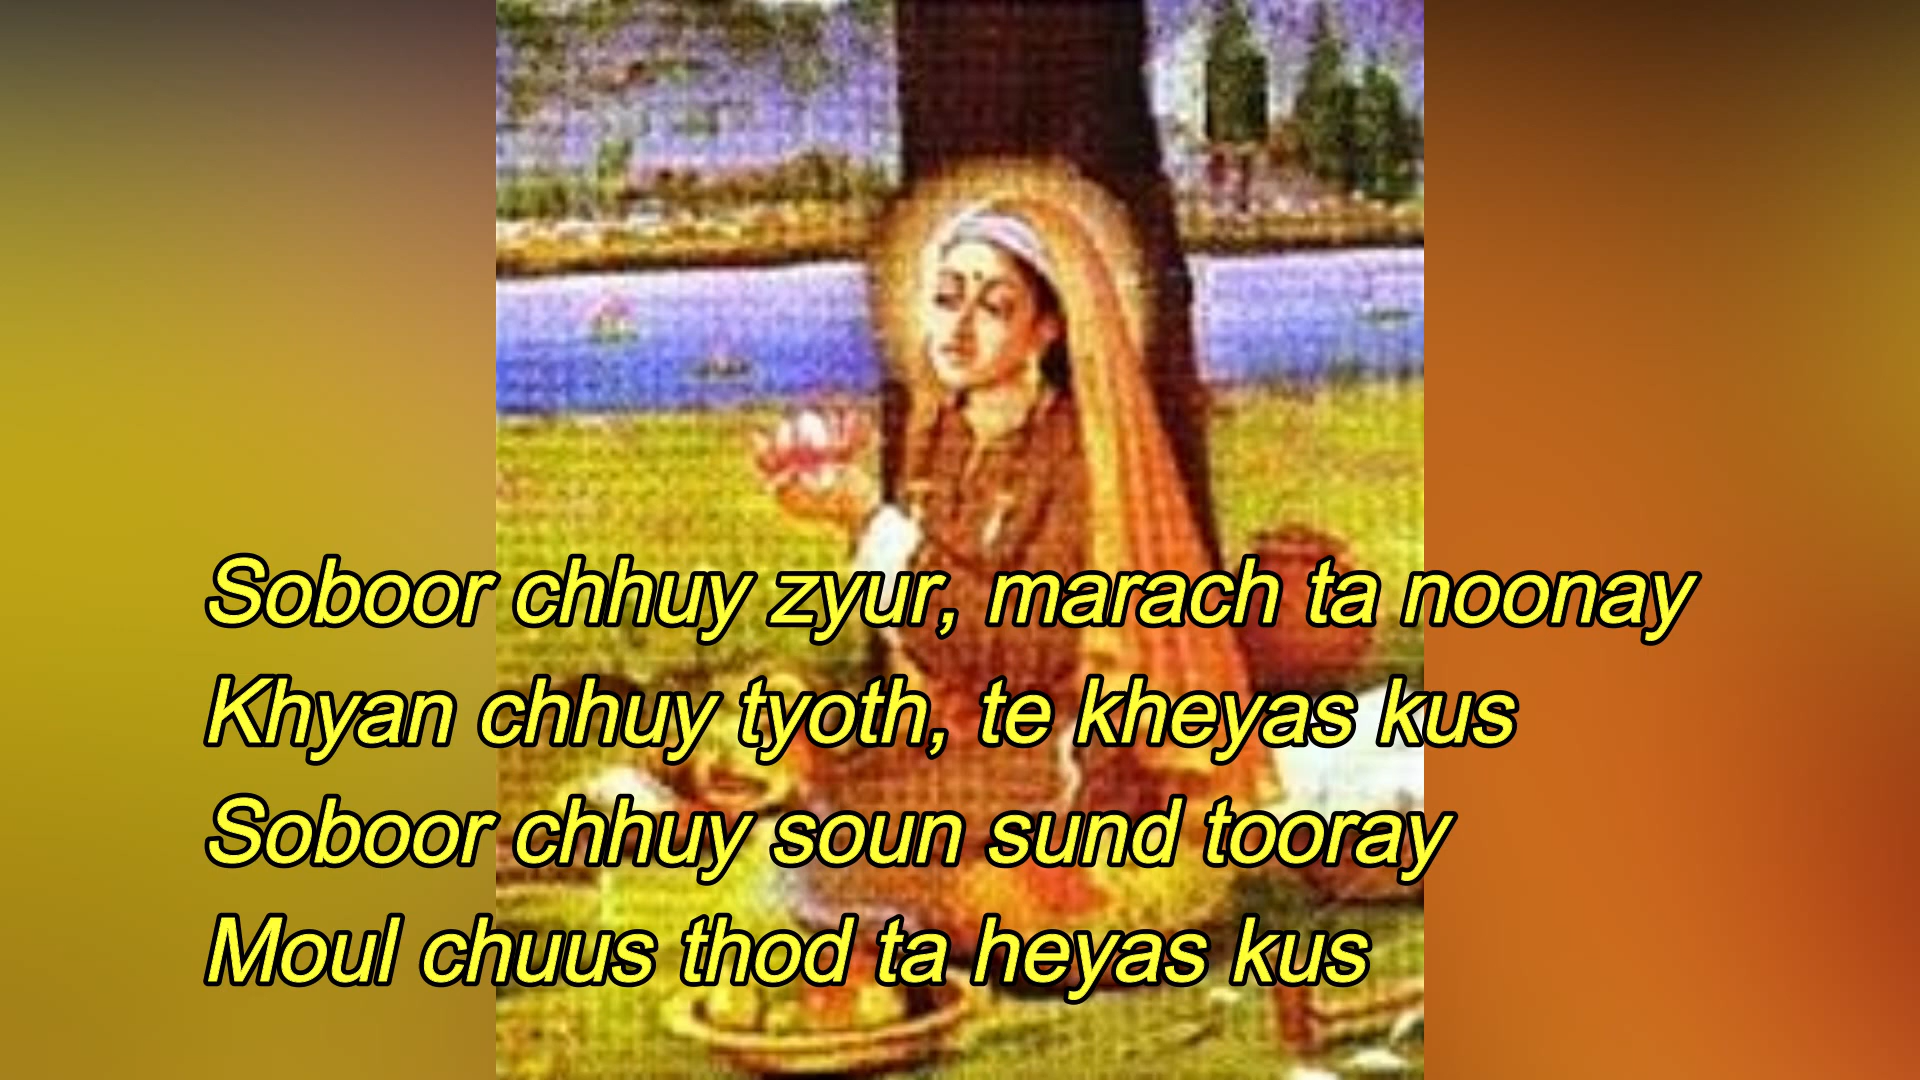 Soboor chhuy zyur, marach ta noonay
Khyan chhuy tyoth, te kheyas kus
Soboor chhuy soun sund tooray
Moul chuus thod ta heyas kus